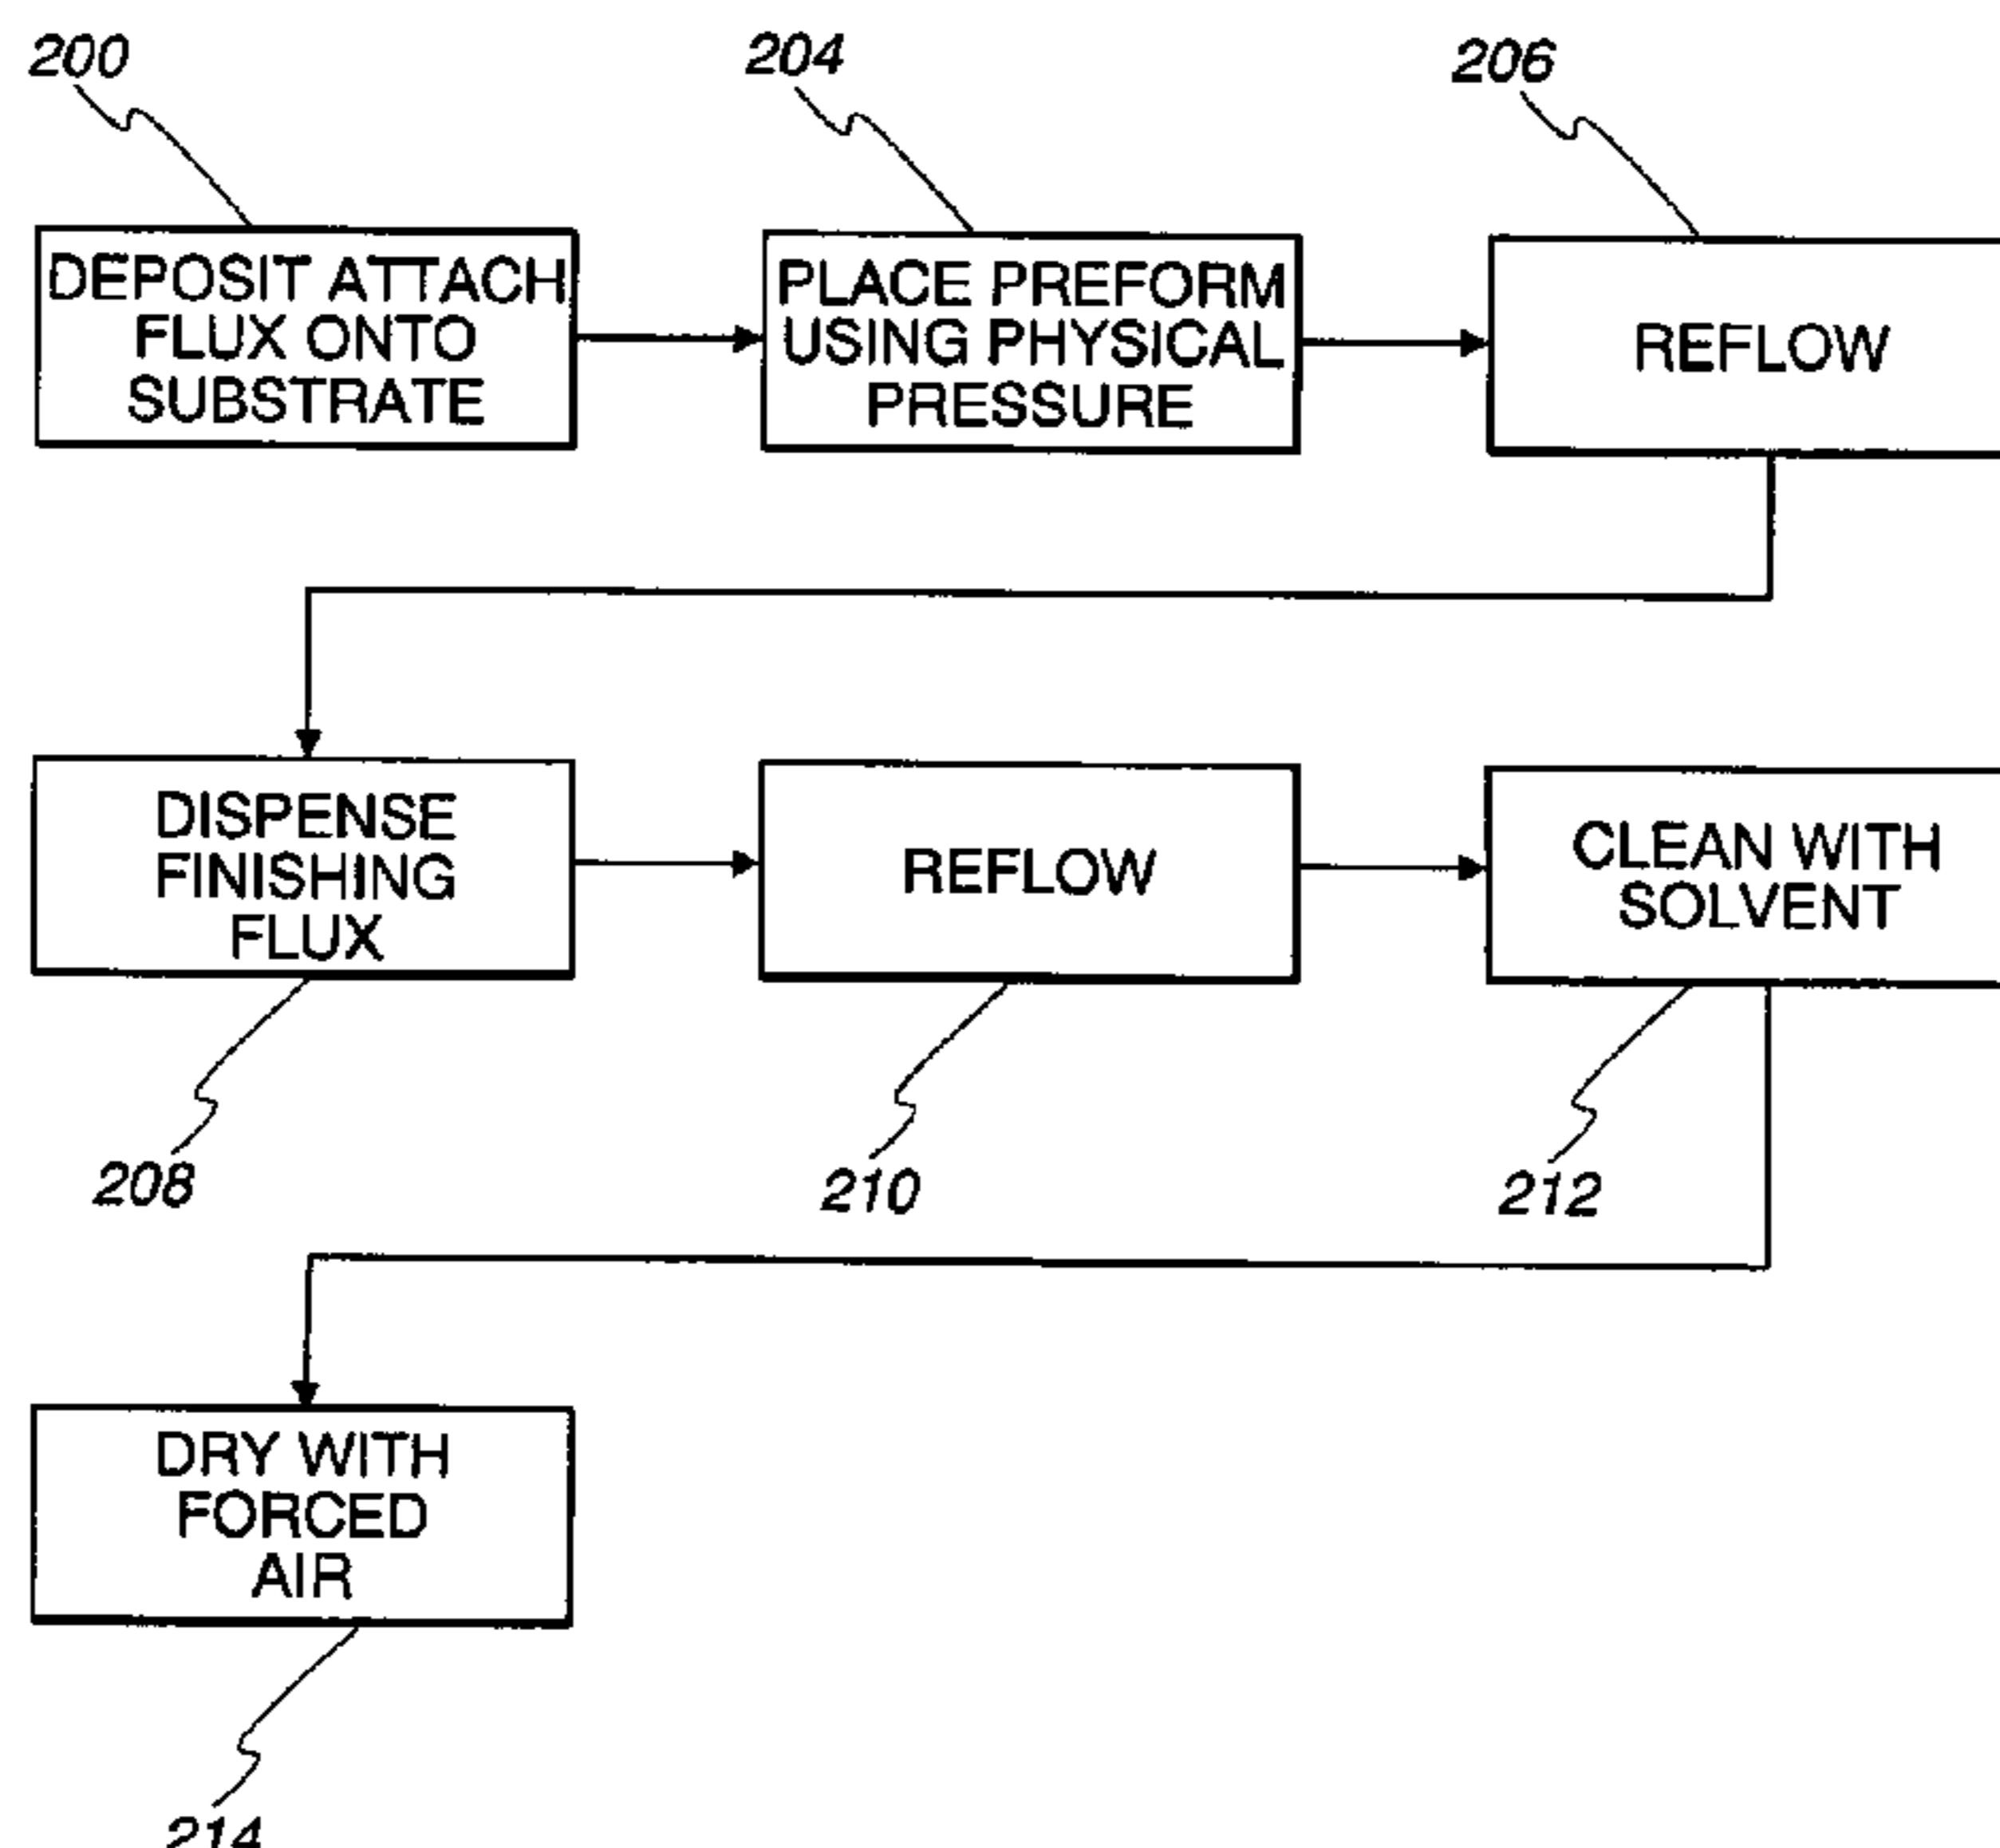 200
204
206
DEPOSIT ATTACH
FLUX ONTO
SUBSTRATE
PLACE PREFORM
USING PHYSICAL
PRESSURE
REFLOW
DISPENSE
FINISHING
FLUX
REFLOW
CLEAN WITH
SOLVENT
208
210
212
DRY WITH
FORCED
AIR
214